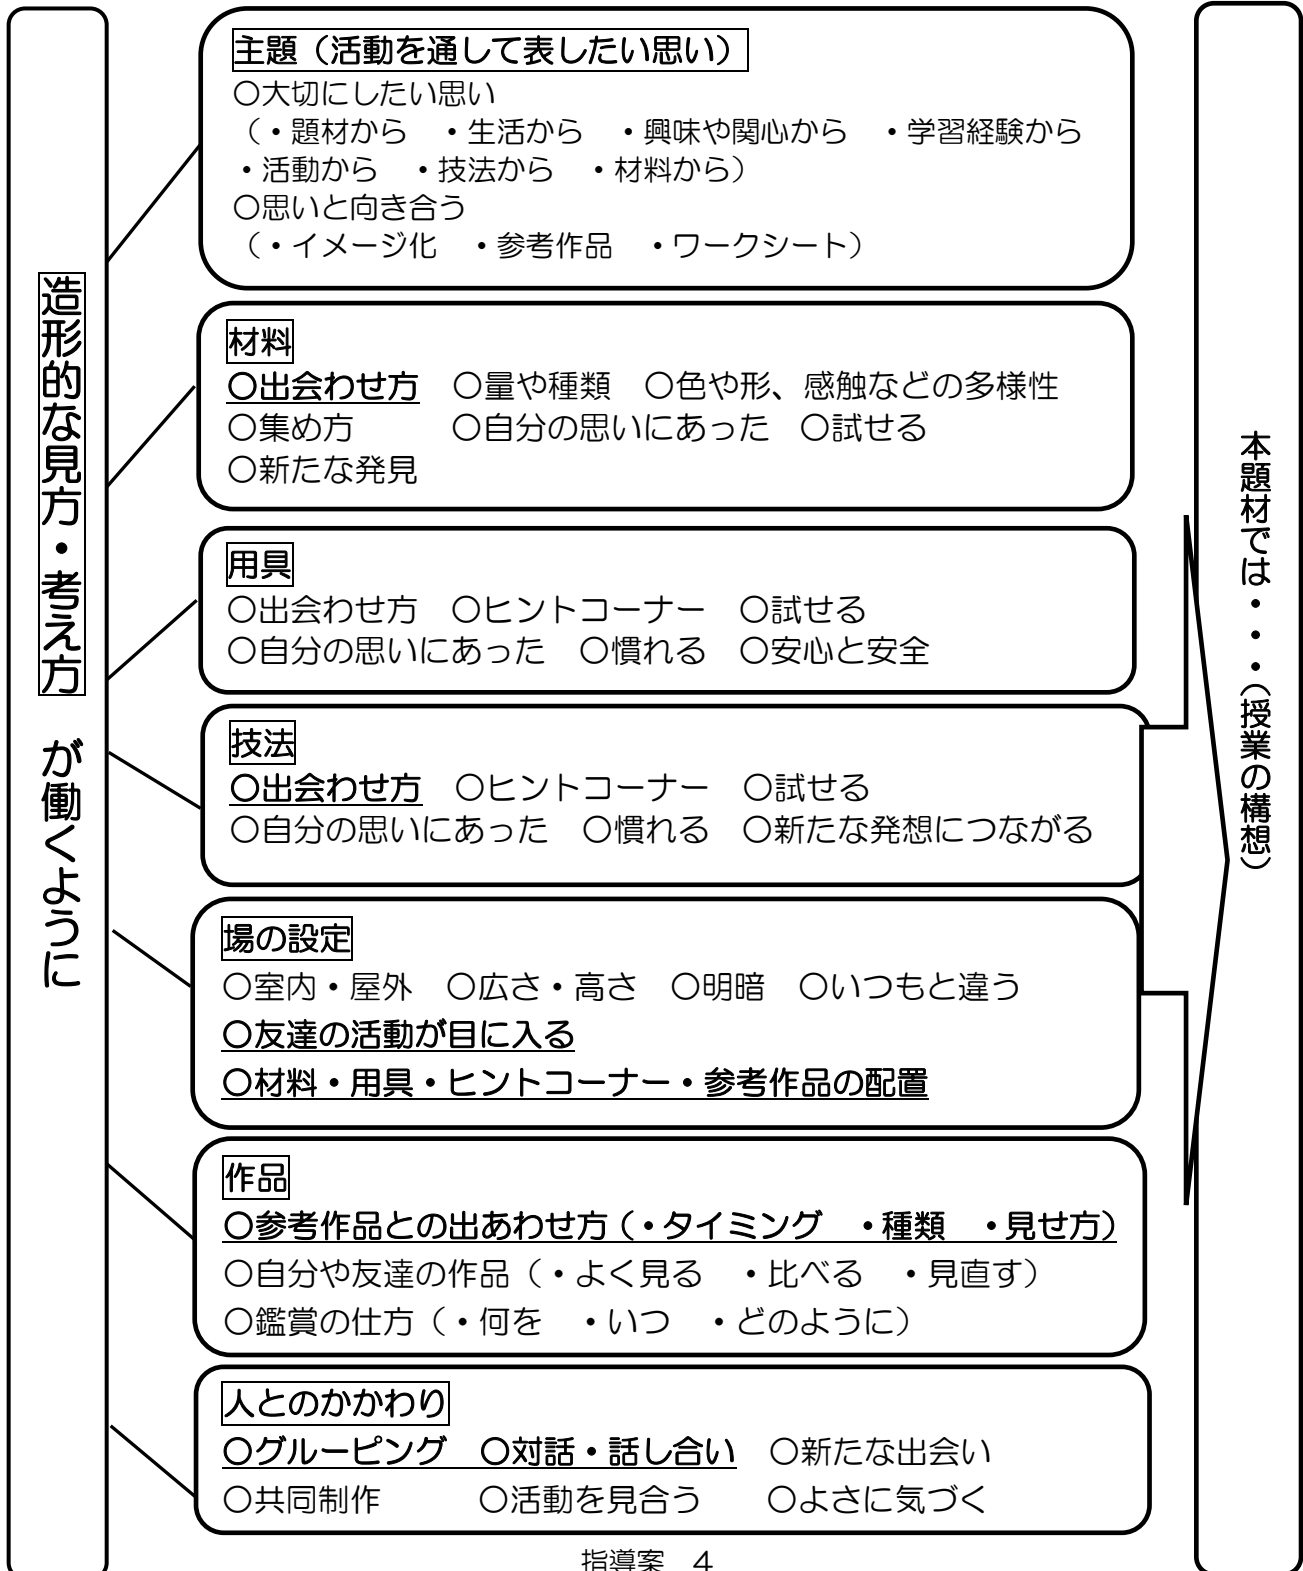 造形的な見方・考え方 が働くように
主題（活動を通して表したい思い）
○大切にしたい思い
（・題材から ・生活から ・興味や関心から ・学習経験から
・活動から ・技法から ・材料から）
○思いと向き合う
（・イメージ化 ・参考作品 ・ワークシート）
材料
○出会わせ方 ○量や種類 ○色や形、感触などの多様性
○集め方 ○自分の思いにあった ○試せる
○新たな発見
用具
○出会わせ方 ○ヒントコーナー ○試せる
○自分の思いにあった ○慣れる ○安心と安全
技法
○出会わせ方 ○ヒントコーナー ○試せる
○自分の思いにあった ○慣れる ○新たな発想につながる
場の設定
○室内・屋外 ○広さ・高さ ○明暗 ○いつもと違う
○友達の活動が目に入る
○材料・用具・ヒントコーナー・参考作品の配置
作品
○参考作品との出あわせ方（・タイミング ・種類 ・見せ方）
○自分や友達の作品（・よく見る ・比べる ・見直す）
○鑑賞の仕方（・何を ・いつ ・どのように）
人とのかかわり
○グルーピング ○対話・話し合い ○新たな出会い
○共同制作 ○活動を見合う ○よさに気づく
本題材では・・・（授業の構想）
指導案 4